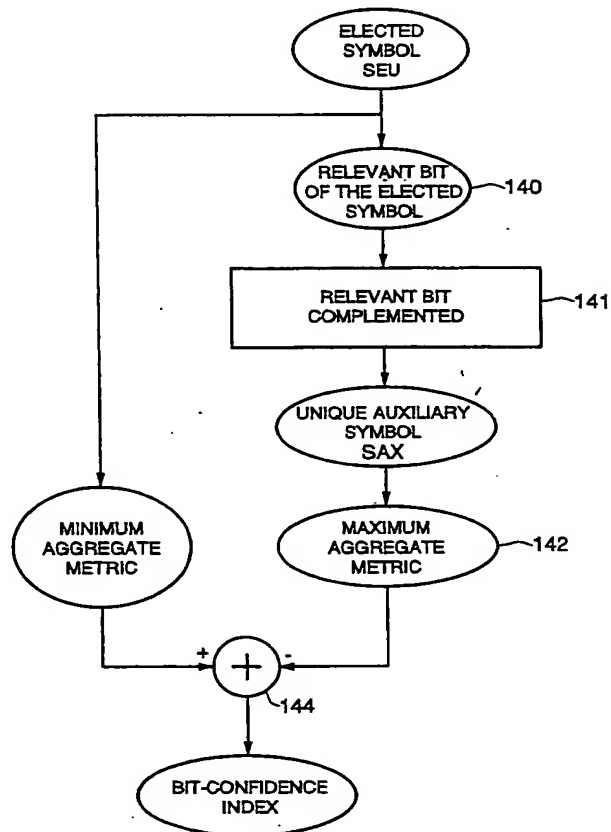 ELECTED
SYMBOL
SEU
RELEVANT BIT
OF THE ELECTED
SYMBOL
140
RELEVANT BIT
COMPLEMENTED
141
UNIQUE AUXILIARY
SYMBOL
SAX
MINIMUM
AGGREGATE
METRIC
MAXIMUM
AGGREGATE
METRIC
142
+ + -
144
BIT-CONFIDENCE
INDEX